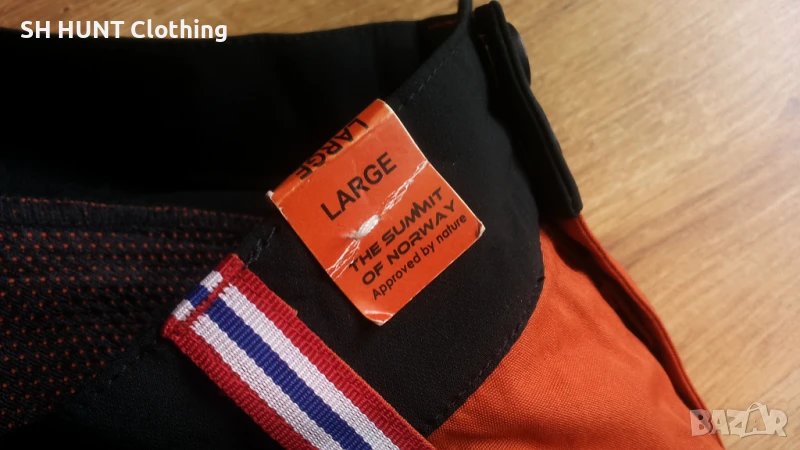 SH HUNT Clothing
LARGE
LARGE
THE SUMMIT
OF NORWAY
Approved by nature
BAZAR